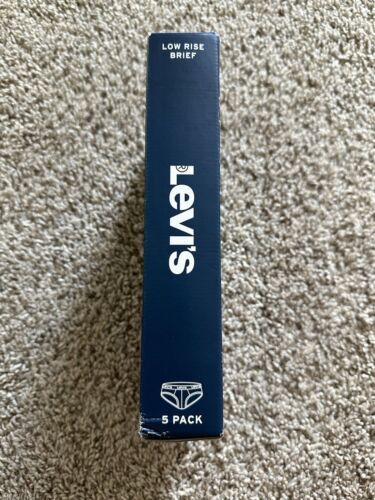 LOW RISE
BRIEF
LEVI'S®
5 PACK